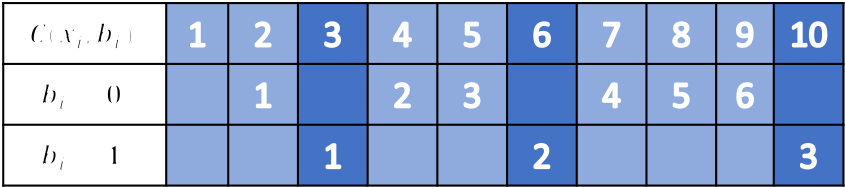 C(x_i, b_i) 1 2 3 4 5 6 7 8 9 10
b_i 0 1 2 3 4 5 6
b_i 1 1 2 3